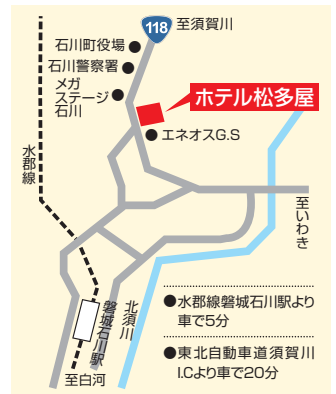 118
至須賀川
石川町役場
石川警察署
メガ
ステージ
石川
ホテル松多屋
エネオスG.S
水郡線
至いわき
北須川
磐城石川駅
至白河
●水郡線磐城石川駅より
車で5分
●東北自動車道須賀川
I.Cより車で20分